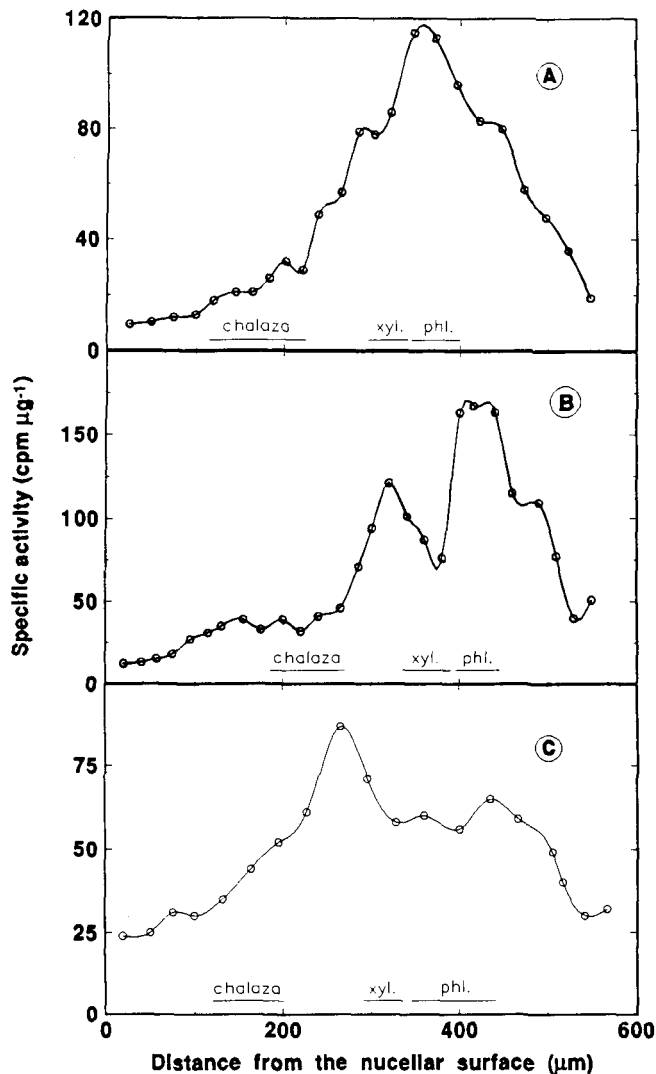 120
A
80
40
chalaza xyl. phl.
0
150
B
100
Specific activity (cpm μg⁻¹)
50
chalaza xyl. phl.
0
75
C
50
25
chalaza xyl. phl.
0
0 200 400 600
Distance from the nucellar surface (μm)